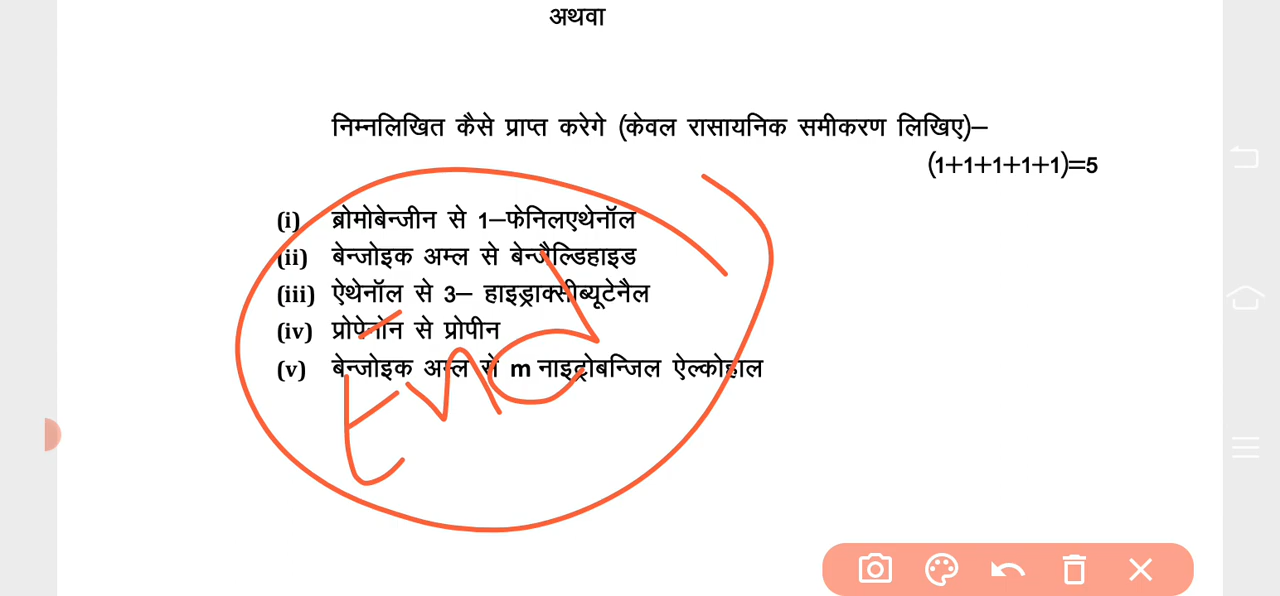 अथवा
निम्नलिखित कैसे प्राप्त करेगे (केवल रासायनिक समीकरण लिखिए)–
(1+1+1+1+1)=5
(i) ब्रोमोबेन्जीन से 1–फेनिलएथेनॉल
(ii) बेन्जोइक अम्ल से बेन्जैल्डिहाइड
(iii) ऐथेनॉल से 3– हाइड्राक्सीब्यूटेनैल
(iv) प्रोपेनोन से प्रोपीन
(v) बेन्जोइक अम्ल से m नाइट्रोबन्जिल ऐल्कोहाल
End